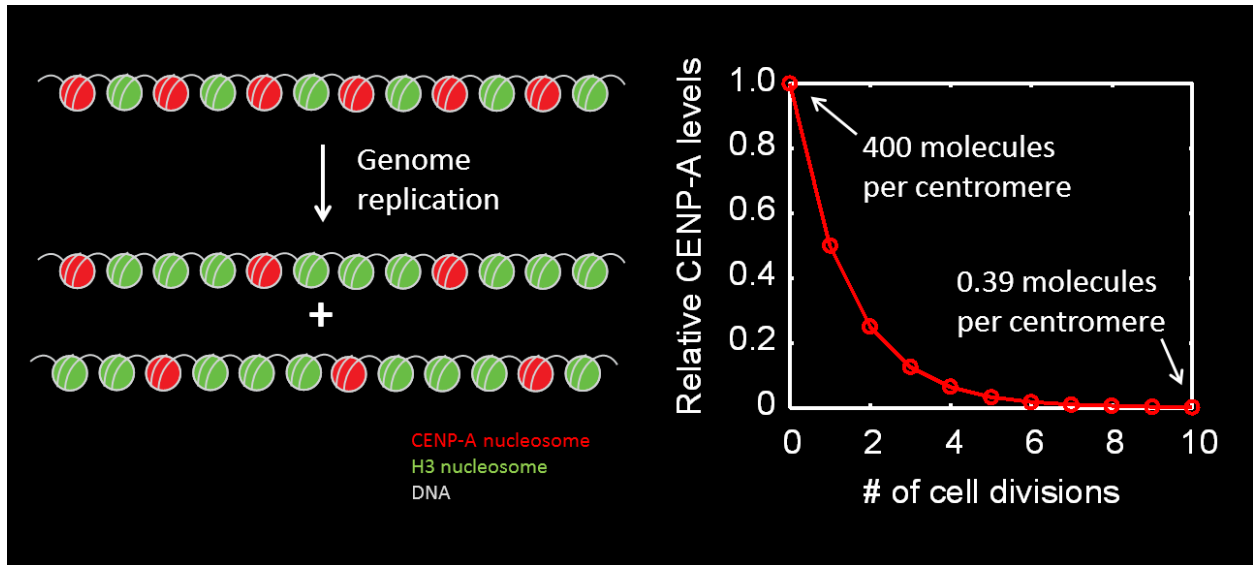 Genome
replication
+
CENP-A nucleosome
H3 nucleosome
DNA
Relative CENP-A levels
1.0
0.8
0.6
0.4
0.2
0
400 molecules
per centromere
0.39 molecules
per centromere
0 2 4 6 8 10
# of cell divisions